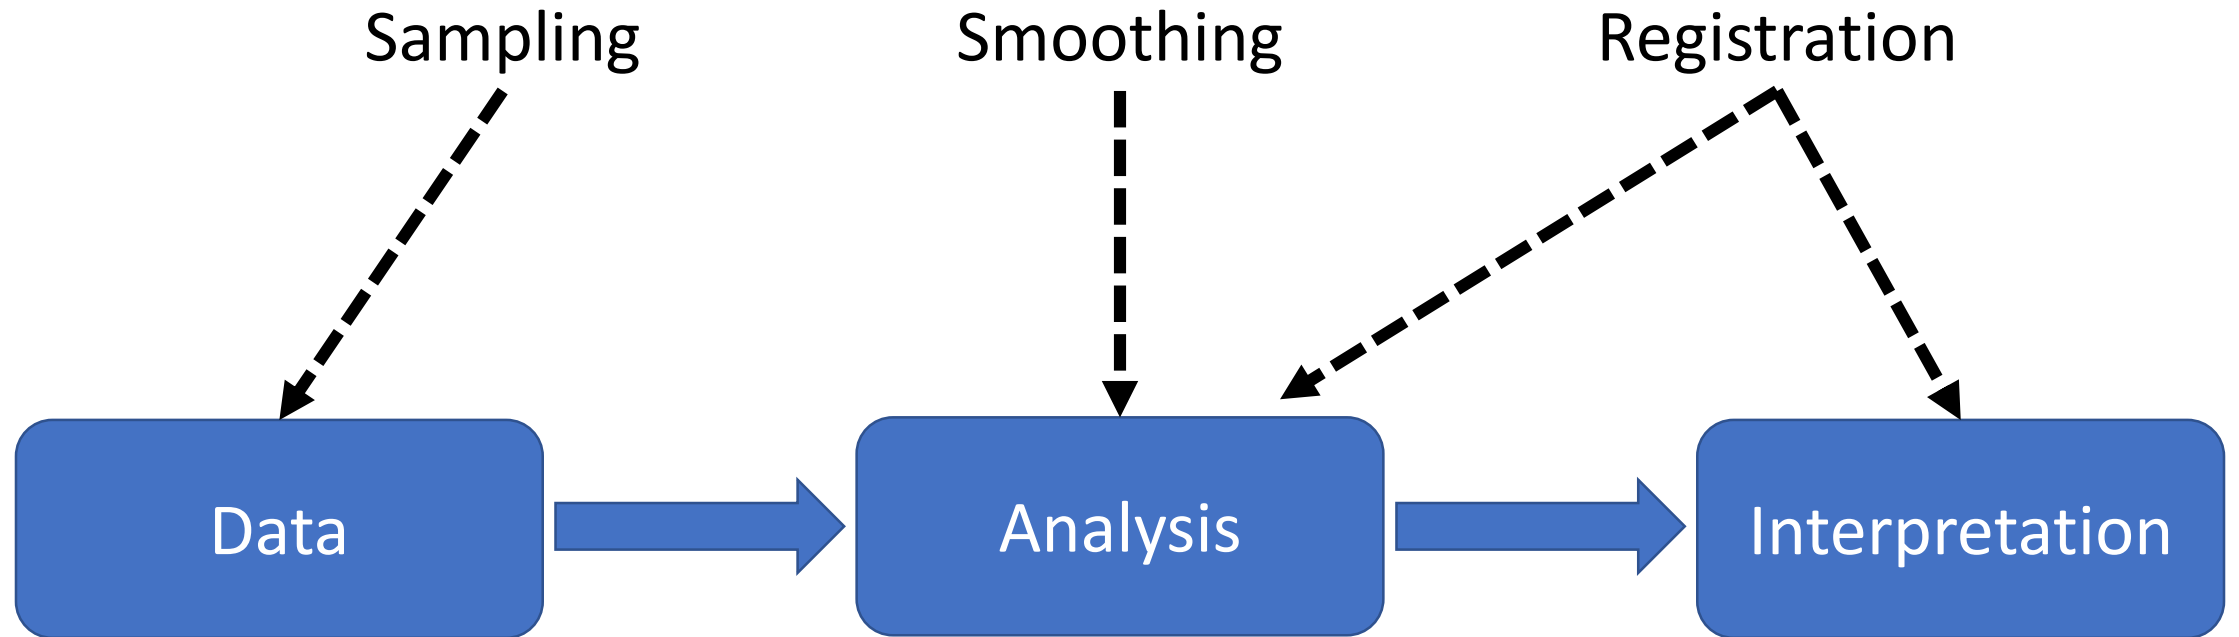 Sampling
Smoothing
Registration
Data
Analysis
Interpretation